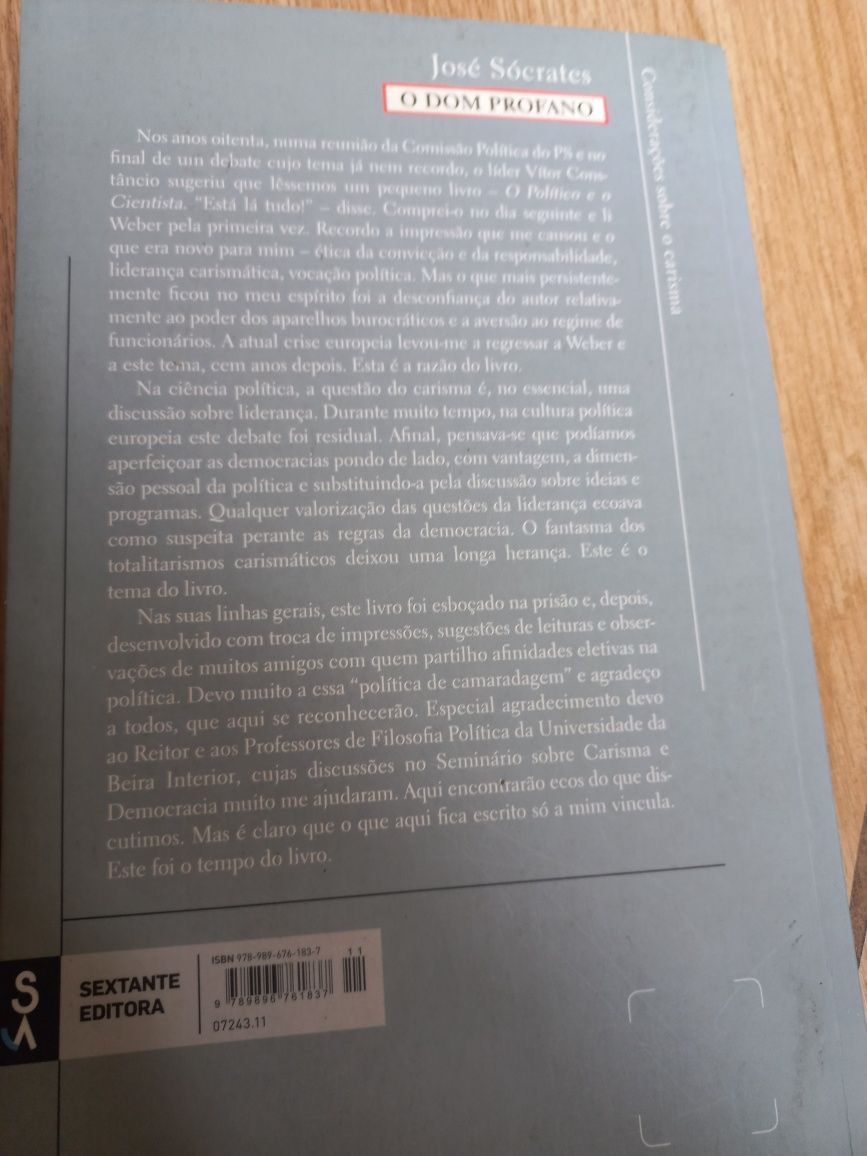 José Sócrates
O DOM PROFANO
Considerações sobre o carisma
Nos anos oitenta, numa reunião da Comissão Política do PS e no
final de um debate cujo tema já nem recordo, o líder Vítor Cons-
tâncio sugeriu que lêssemos um pequeno livro – O Político e o
Cientista. “Está lá tudo!” – disse. Comprei-o no dia seguinte e li
Weber pela primeira vez. Recordo a impressão que me causou e o
que era novo para mim – ética da convicção e da responsabilidade,
liderança carismática, vocação política. Mas o que mais persistente-
mente ficou no meu espírito foi a desconfiança do autor relativa-
mente ao poder dos aparelhos burocráticos e a aversão ao regime de
funcionários. A atual crise europeia levou-me a regressar a Weber e
a este tema, cem anos depois. Esta é a razão do livro.
Na ciência política, a questão do carisma é, no essencial, uma
discussão sobre liderança. Durante muito tempo, na cultura política
europeia este debate foi residual. Afinal, pensava-se que podíamos
aperfeiçoar as democracias pondo de lado, com vantagem, a dimen-
são pessoal da política e substituindo-a pela discussão sobre ideias e
programas. Qualquer valorização das questões da liderança ecoava
como suspeita perante as regras da democracia. O fantasma dos
totalitarismos carismáticos deixou uma longa herança. Este é o
tema do livro.
Nas suas linhas gerais, este livro foi esboçado na prisão e, depois,
desenvolvido com troca de impressões, sugestões de leituras e obser-
vações de muitos amigos com quem partilho afinidades eletivas na
política. Devo muito a essa “política de camaradagem” e agradeço
a todos, que aqui se reconhecerão. Especial agradecimento devo
ao Reitor e aos Professores de Filosofia Política da Universidade da
Beira Interior, cujas discussões no Seminário sobre Carisma e
Democracia muito me ajudaram. Aqui encontrarão ecos do que dis-
cutimos. Mas é claro que o que aqui fica escrito só a mim vincula.
Este foi o tempo do livro.
SEXTANTE
EDITORA
ISBN 978-989-676-183-7
1 1
9 789896 761837
07243.11